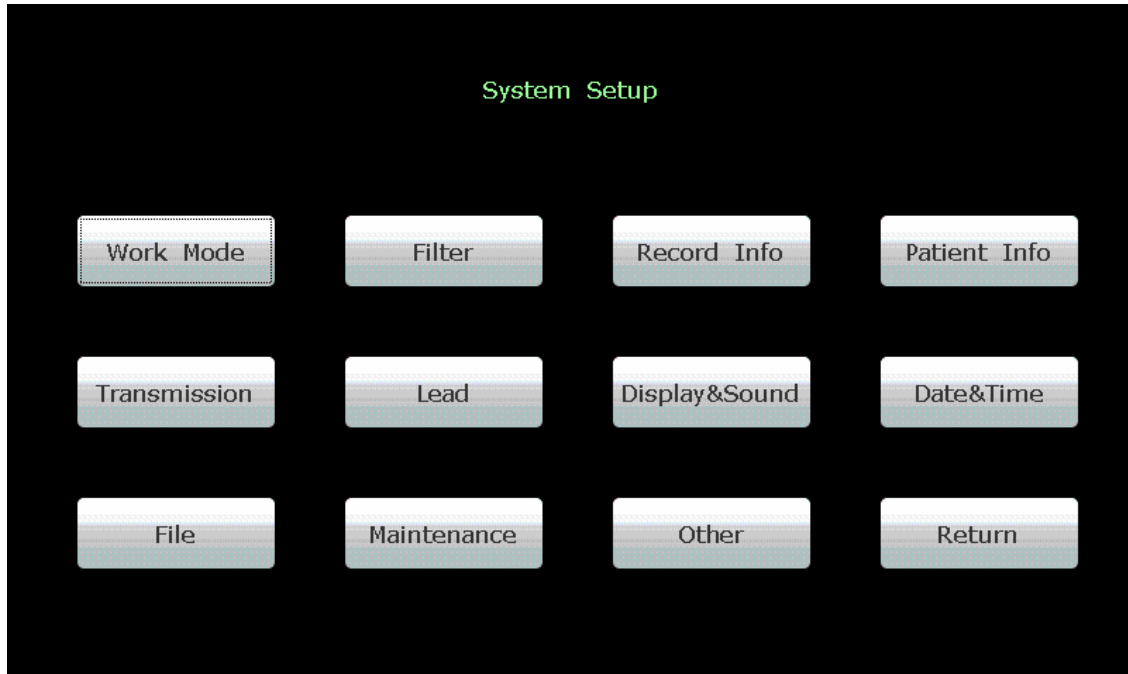 System Setup
Work Mode Filter Record Info Patient Info
Transmission Lead Display&Sound Date&Time
File Maintenance Other Return